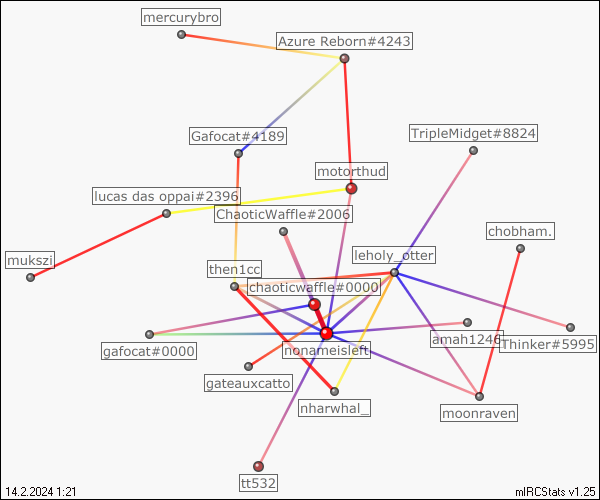 mercurybro
Azure Reborn#4243
Gafocat#4189
TripleMidget#8824
motorthud
lucas das oppai#2396
ChaoticWaffle#2006
chobham.
mukszi
leholy_otter
then1cc
chaoticwaffle#0000
gafocat#0000
nonameisleft
amah1246
Thinker#5995
gateauxcatto
nharwhal_
moonraven
tt532
14.2.2024 1:21
mIRCStats v1.25